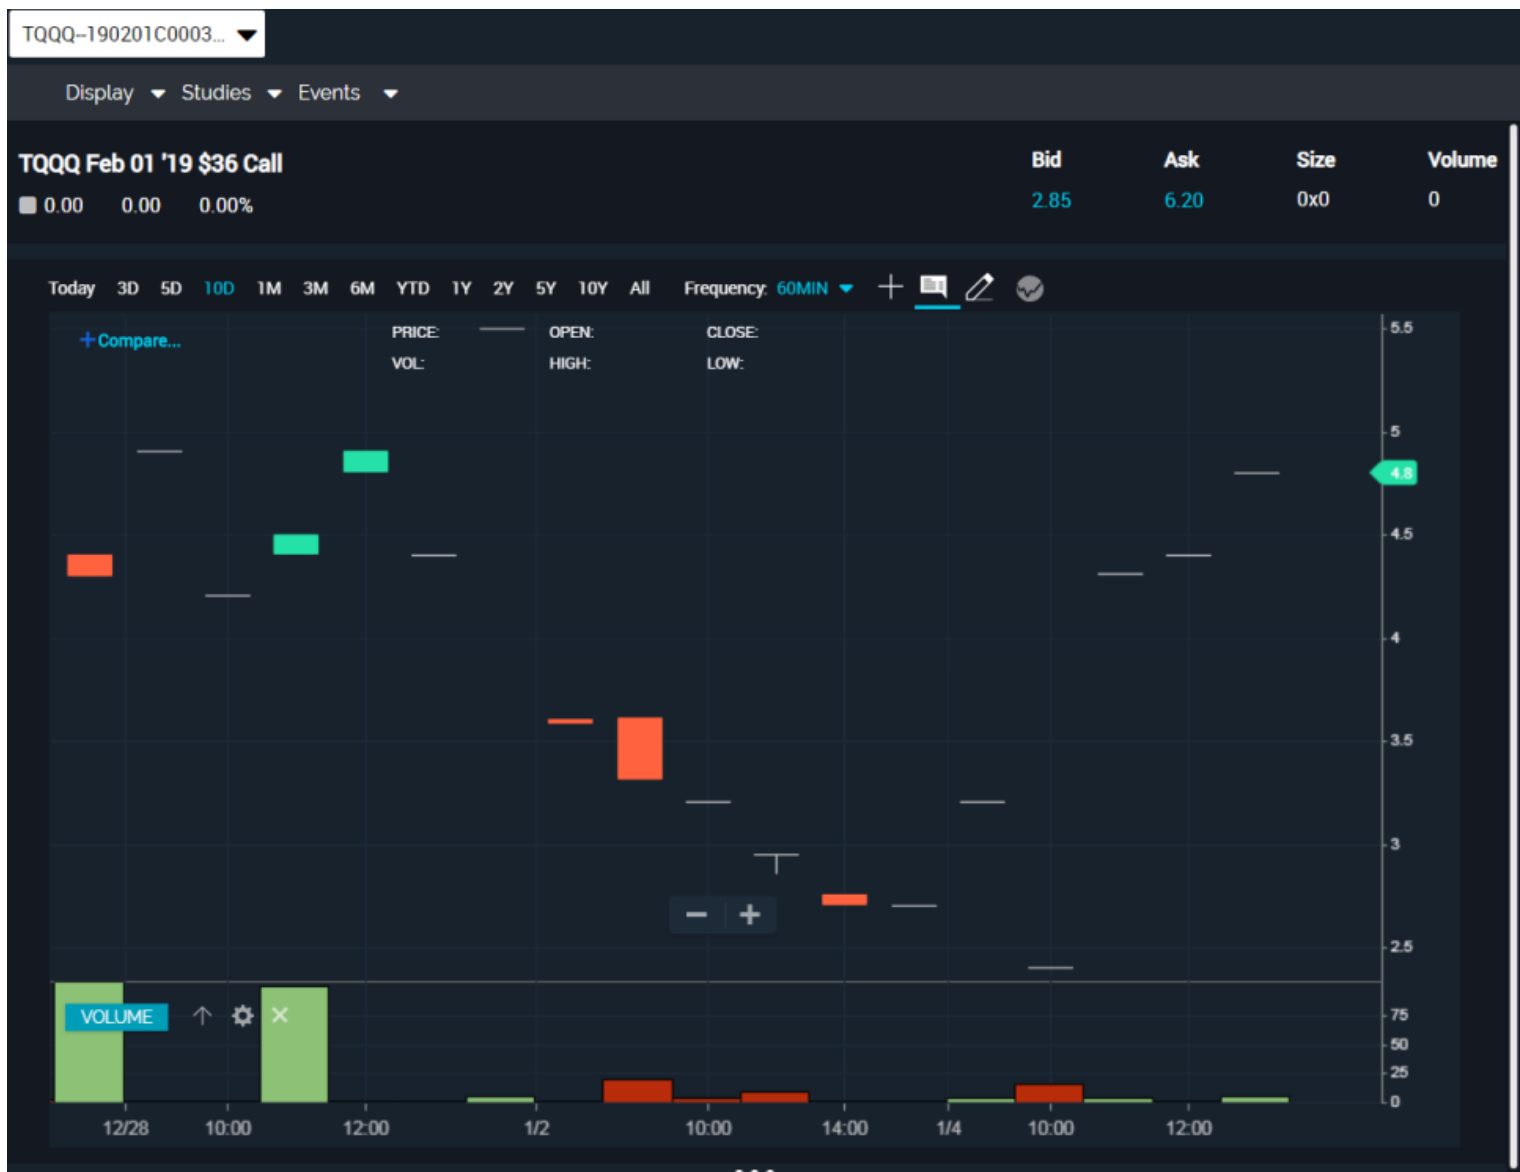 TQQQ--190201C0003...
Display Studies Events
TQQQ Feb 01 '19 $36 Call
Bid Ask Size Volume
0.00 0.00 0.00%
2.85 6.20 0x0 0
Today 3D 5D 10D 1M 3M 6M YTD 1Y 2Y 5Y 10Y All Frequency: 60MIN
+Compare...
PRICE: OPEN: CLOSE:
VOL: HIGH: LOW:
5.5
5
4.8
4.5
4
3.5
3
2.5
VOLUME
75
50
25
0
12/28 10:00 12:00 1/2 10:00 14:00 1/4 10:00 12:00